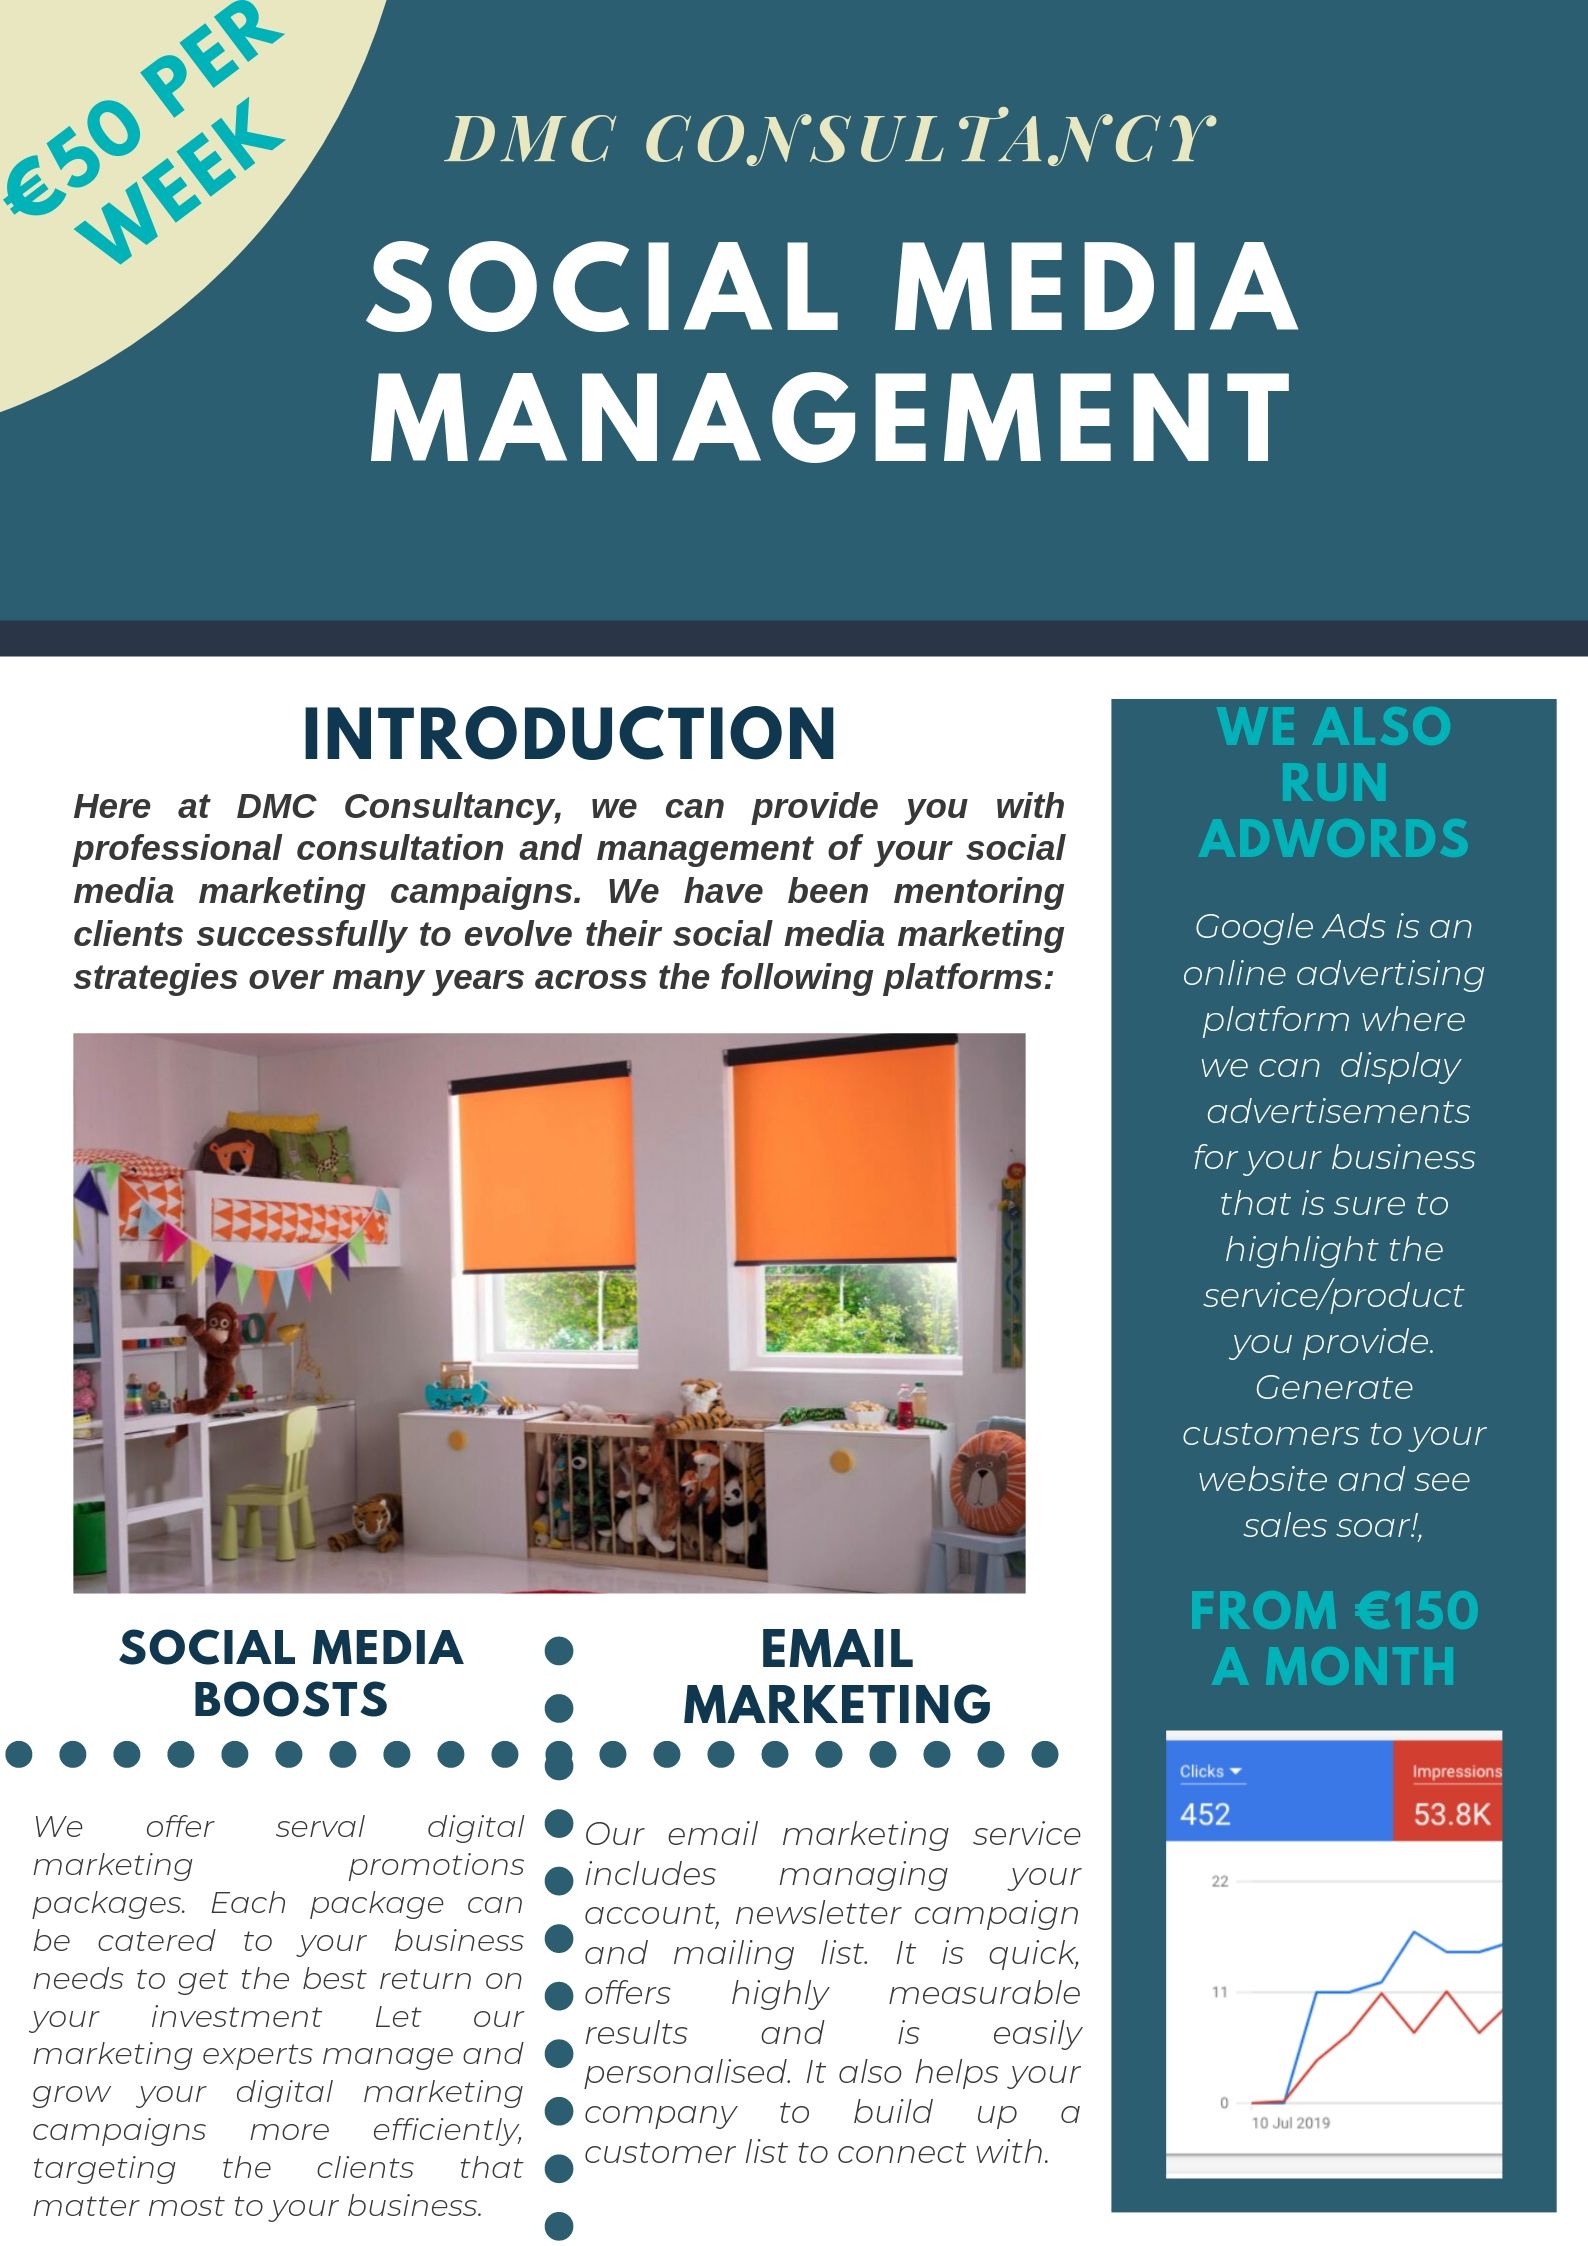 €50 PER
WEEK
DMC CONSULTANCY
SOCIAL MEDIA
MANAGEMENT
INTRODUCTION
Here at DMC Consultancy, we can provide you with
professional consultation and management of your social
media marketing campaigns. We have been mentoring
clients successfully to evolve their social media marketing
strategies over many years across the following platforms:
SOCIAL MEDIA
BOOSTS
We offer serval digital
marketing promotions
packages. Each package can
be catered to your business
needs to get the best return on
your investment Let our
marketing experts manage and
grow your digital marketing
campaigns more efficiently,
targeting the clients that
matter most to your business.
EMAIL
MARKETING
Our email marketing service
includes managing your
account, newsletter campaign
and mailing list. It is quick,
offers highly measurable
results and is easily
personalised. It also helps your
company to build up a
customer list to connect with.
WE ALSO
RUN
ADWORDS
Google Ads is an
online advertising
platform where
we can display
advertisements
for your business
that is sure to
highlight the
service/product
you provide.
Generate
customers to your
website and see
sales soar!,
FROM €150
A MONTH
Clicks
452
Impressions
53.8K
22
11
0
10 Jul 2019